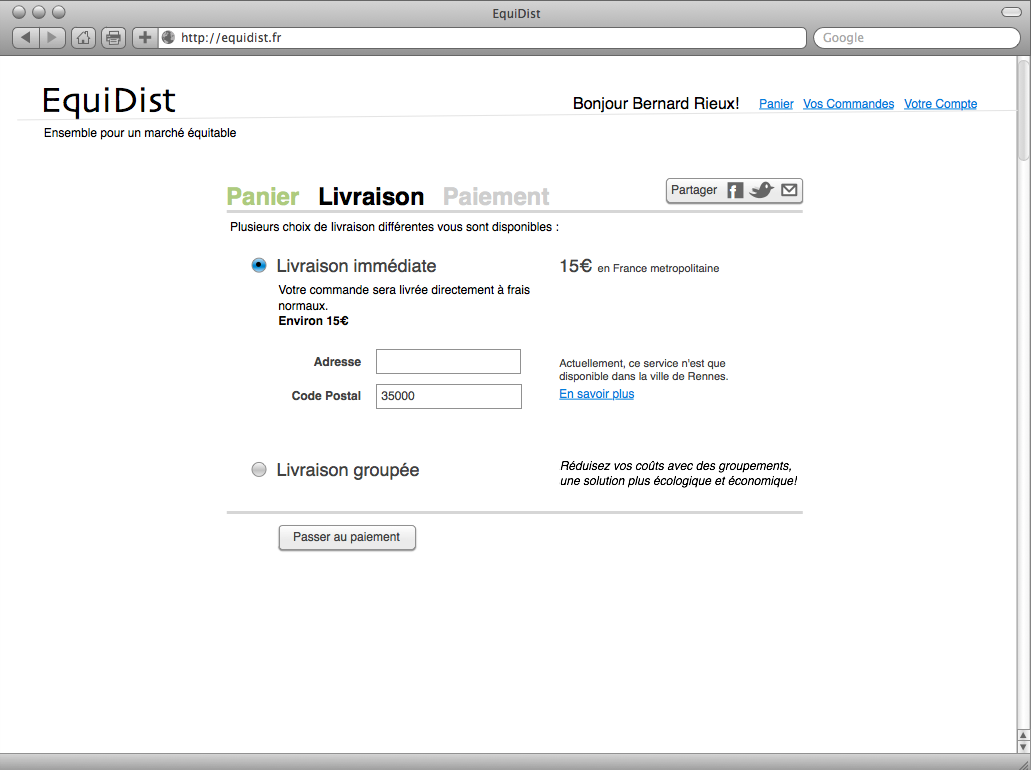 EquiDist
http://equidist.fr
Google
EquiDist
Bonjour Bernard Rieux! Panier Vos Commandes Votre Compte
Ensemble pour un marché équitable
Panier Livraison Paiement
Partager
Plusieurs choix de livraison différentes vous sont disponibles :
Livraison immédiate
15€ en France metropolitaine
Votre commande sera livrée directement à frais
normaux.
Environ 15€
Adresse
Code Postal 35000
Actuellement, ce service n'est que
disponible dans la ville de Rennes.
En savoir plus
Livraison groupée
Réduisez vos coûts avec des groupements,
une solution plus écologique et économique!
Passer au paiement